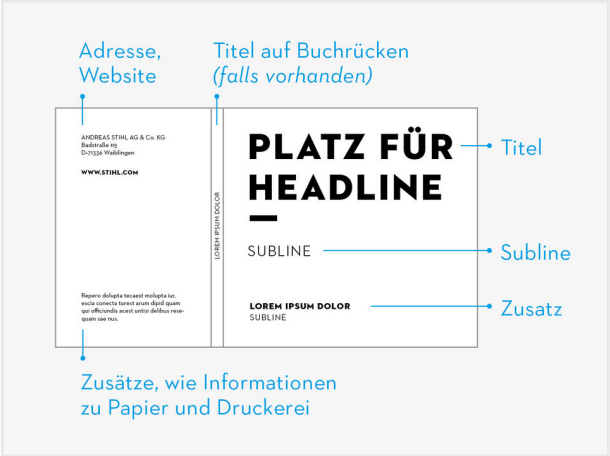 Adresse,
Website
Titel auf Buchrücken
(falls vorhanden)
ANDREAS STIHL AG & Co. KG
Badstraße 115
D-71336 Waiblingen
WWW.STIHL.COM
LOREM IPSUM DOLOR
PLATZ FÜR
HEADLINE
Titel
SUBLINE
Subline
LOREM IPSUM DOLOR
SUBLINE
Zusatz
Repero dolupta tecaest molupta iur,
escia conecta turest arum dipid quam
qui officiundis acest untisi delibus rese-
quam sae nus.
Zusätze, wie Informationen
zu Papier und Druckerei